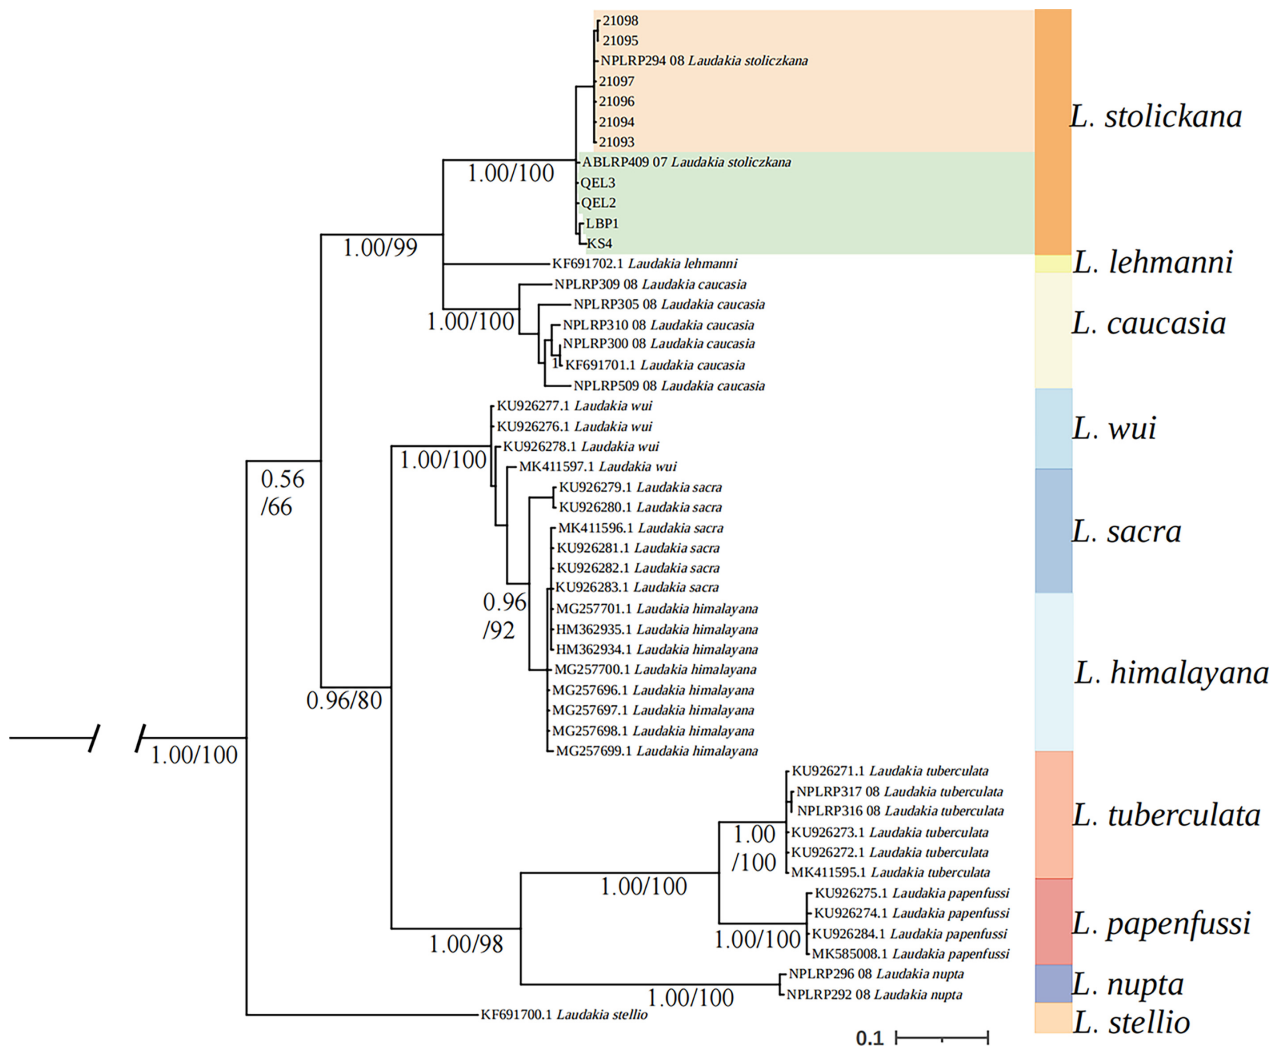 21098
21095
NPLRP294 08 Laudakia stoliczkana
21097
21096
21094
21093
L. stolickana
ABLRP409 07 Laudakia stoliczkana
1.00/100
QEL3
QEL2
LBP1
KS4
1.00/99
KF691702.1 Laudakia lehmanni
L. lehmanni
NPLRP309 08 Laudakia caucasia
NPLRP305 08 Laudakia caucasia
1.00/100
NPLRP310 08 Laudakia caucasia
L. caucasia
NPLRP300 08 Laudakia caucasia
1
KF691701.1 Laudakia caucasia
NPLRP509 08 Laudakia caucasia
KU926277.1 Laudakia wui
KU926276.1 Laudakia wui
L. wui
KU926278.1 Laudakia wui
1.00/100
MK411597.1 Laudakia wui
0.56
/66
KU926279.1 Laudakia sacra
KU926280.1 Laudakia sacra
MK411596.1 Laudakia sacra
L. sacra
KU926281.1 Laudakia sacra
KU926282.1 Laudakia sacra
KU926283.1 Laudakia sacra
0.96
/92
MG257701.1 Laudakia himalayana
HM362935.1 Laudakia himalayana
HM362934.1 Laudakia himalayana
MG257700.1 Laudakia himalayana
L. himalayana
MG257696.1 Laudakia himalayana
0.96/80
MG257697.1 Laudakia himalayana
MG257698.1 Laudakia himalayana
MG257699.1 Laudakia himalayana
1.00/100
KU926271.1 Laudakia tuberculata
NPLRP317 08 Laudakia tuberculata
NPLRP316 08 Laudakia tuberculata
L. tuberculata
KU926273.1 Laudakia tuberculata
1.00
/100
KU926272.1 Laudakia tuberculata
MK411595.1 Laudakia tuberculata
1.00/100
KU926275.1 Laudakia papenfussi
KU926274.1 Laudakia papenfussi
L. papenfussi
KU926284.1 Laudakia papenfussi
1.00/100
1.00/98
MK585008.1 Laudakia papenfussi
NPLRP296 08 Laudakia nupta
L. nupta
NPLRP292 08 Laudakia nupta
1.00/100
KF691700.1 Laudakia stellio
L. stellio
0.1